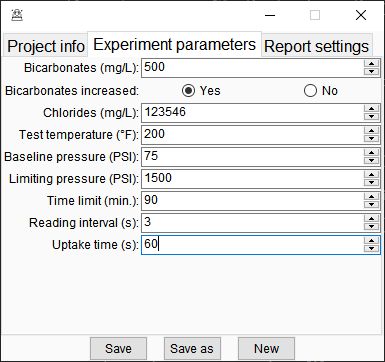 Project info Experiment parameters Report settings
Bicarbonates (mg/L): 500
Bicarbonates increased: Yes No
Chlorides (mg/L): 123546
Test temperature (°F): 200
Baseline pressure (PSI): 75
Limiting pressure (PSI): 1500
Time limit (min.): 90
Reading interval (s): 3
Uptake time (s): 60
Save Save as New